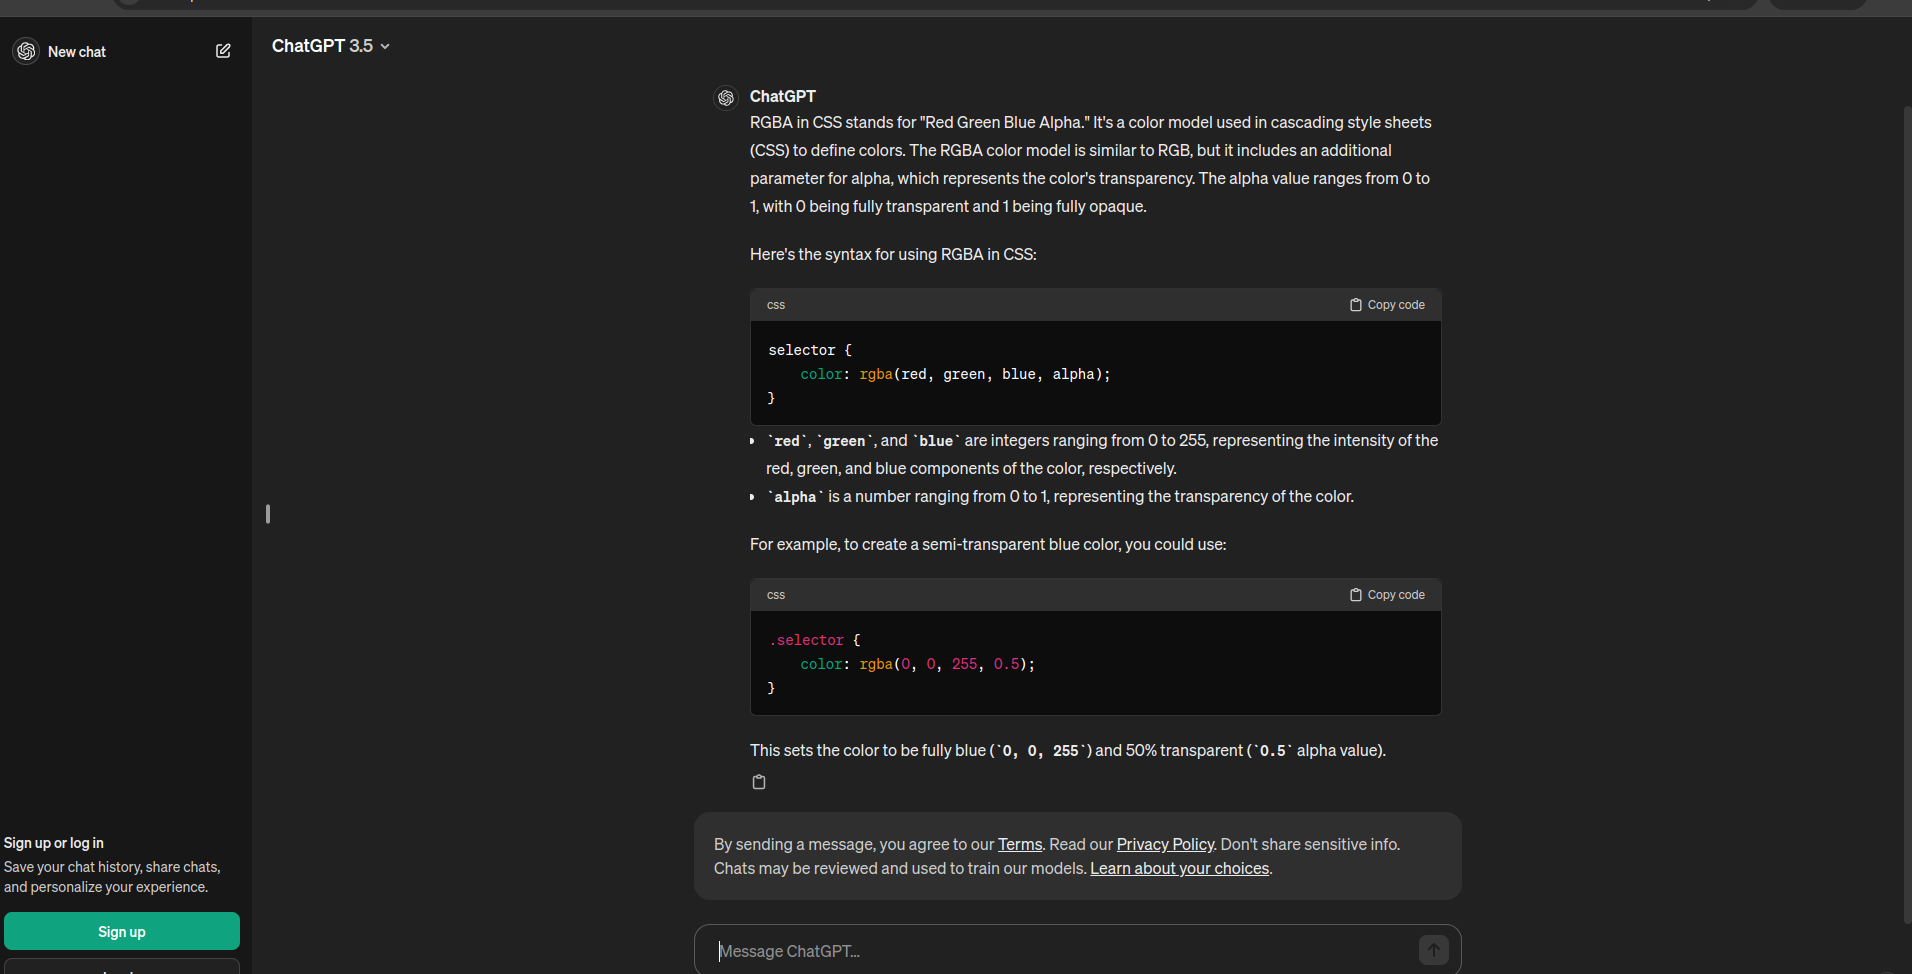 New chat
ChatGPT 3.5
ChatGPT
RGBA in CSS stands for "Red Green Blue Alpha." It's a color model used in cascading style sheets
(CSS) to define colors. The RGBA color model is similar to RGB, but it includes an additional
parameter for alpha, which represents the color's transparency. The alpha value ranges from 0 to
1, with 0 being fully transparent and 1 being fully opaque.
Here's the syntax for using RGBA in CSS:
css
Copy code
selector {
    color: rgba(red, green, blue, alpha);
}
• `red`, `green`, and `blue` are integers ranging from 0 to 255, representing the intensity of the
red, green, and blue components of the color, respectively.
• `alpha` is a number ranging from 0 to 1, representing the transparency of the color.
For example, to create a semi-transparent blue color, you could use:
css
Copy code
.selector {
    color: rgba(0, 0, 255, 0.5);
}
This sets the color to be fully blue (`0, 0, 255`) and 50% transparent (`0.5` alpha value).
By sending a message, you agree to our Terms. Read our Privacy Policy. Don't share sensitive info.
Chats may be reviewed and used to train our models. Learn about your choices.
Message ChatGPT...
Sign up or log in
Save your chat history, share chats,
and personalize your experience.
Sign up